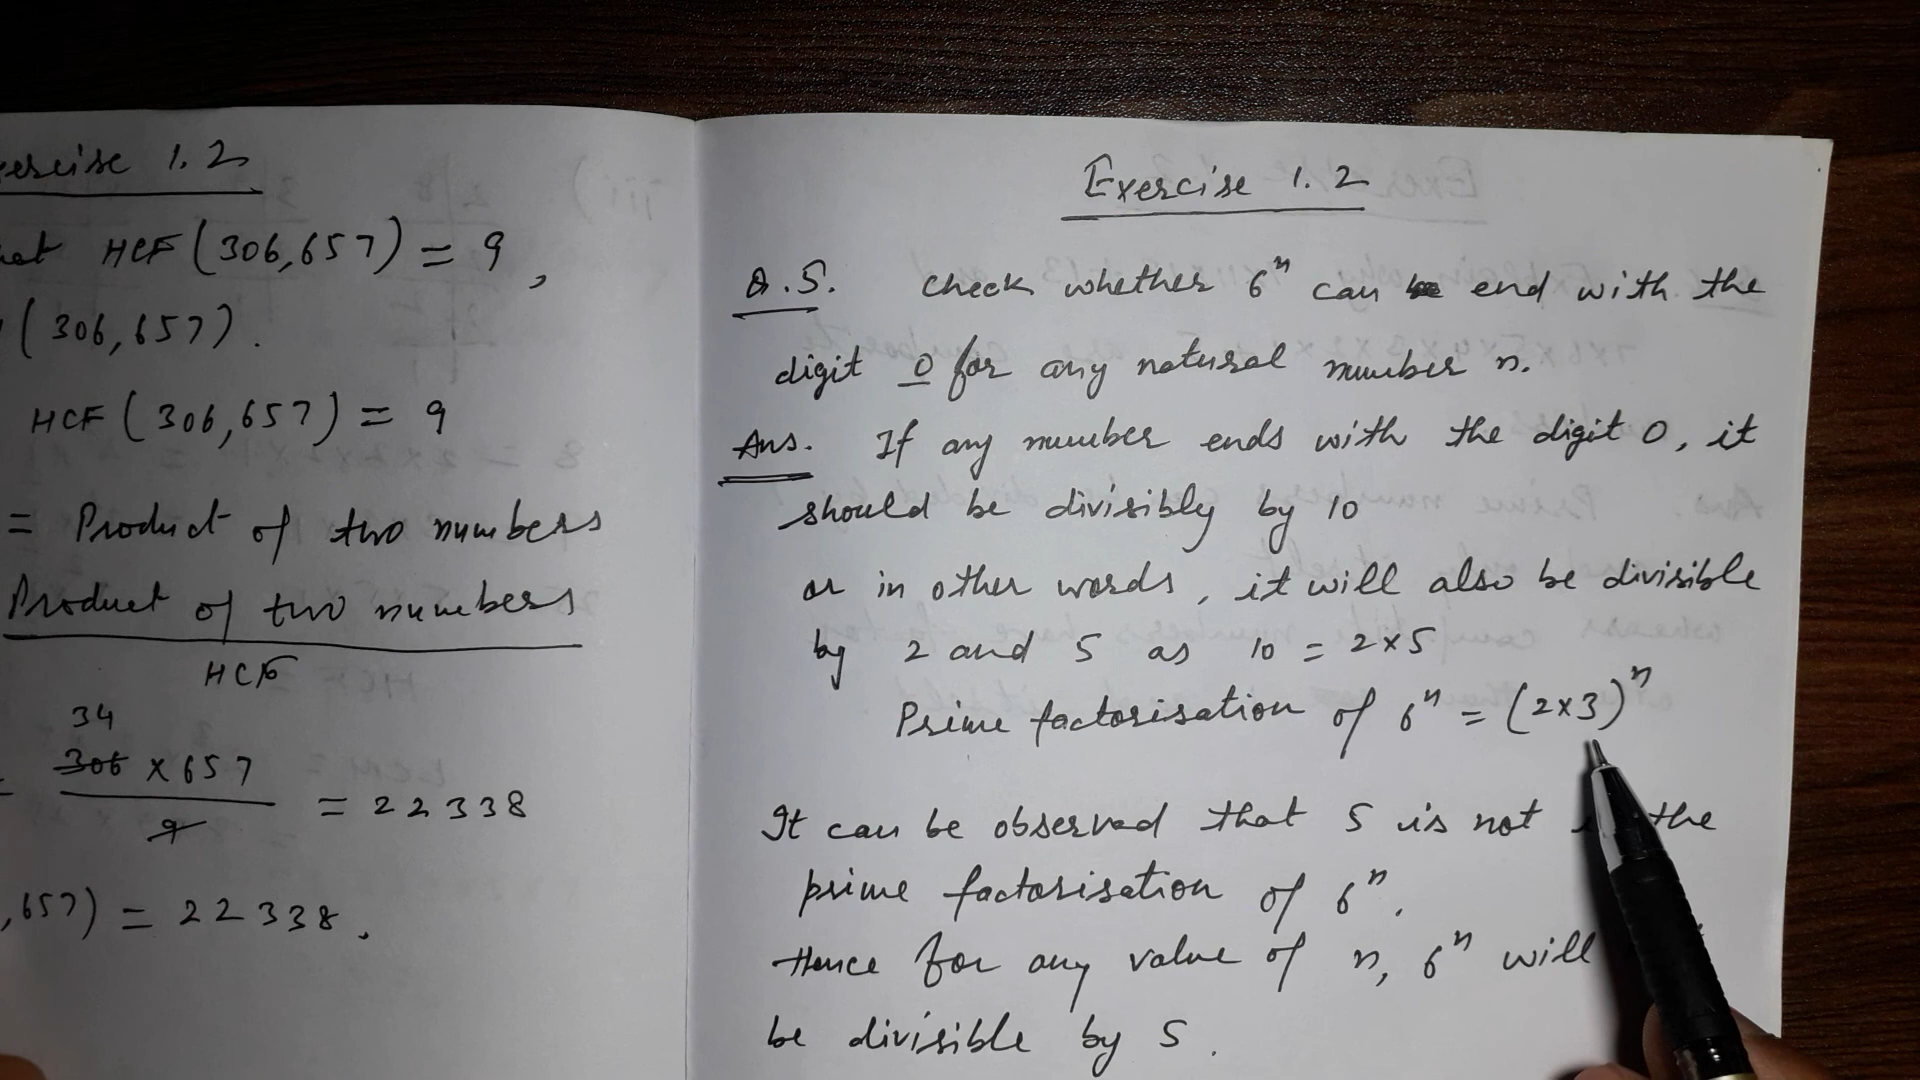 ercise 1.2
HCF (306,657) = 9,
(306,657).
HCF (306,657) = 9
= Product of two numbers
Product of two numbers
HCF
34
306 x 657
9
= 22338
,657) = 22338.
Exercise 1.2
Q.5. Check whether 6ⁿ can be end with the
digit 0 for any natural number n.
Ans. If any number ends with the digit 0, it
should be divisibly by 10
or in other words, it will also be divisible
by 2 and 5 as 10 = 2x5
Prime factorisation of 6ⁿ = (2x3)ⁿ
It can be observed that 5 is not the
prime factorisation of 6ⁿ.
Hence for any value of n, 6ⁿ will
be divisible by 5.